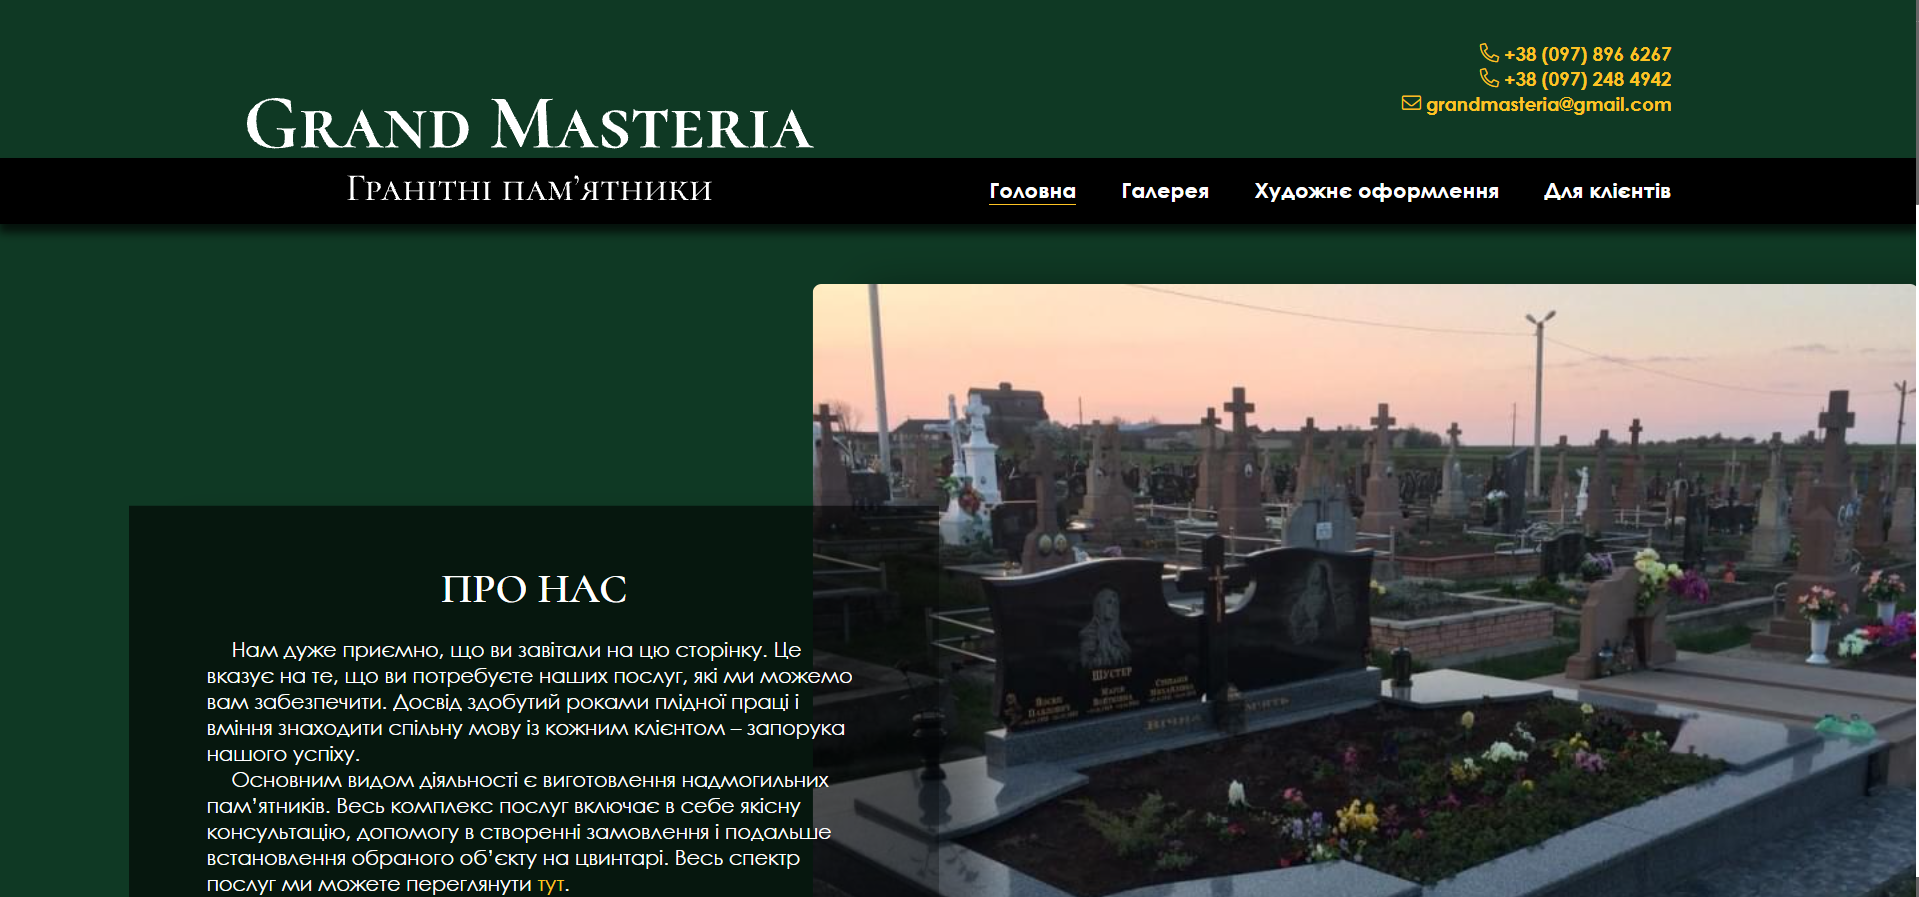 +38 (097) 896 6267
+38 (097) 248 4942
grandmasteria@gmail.com
Grand Masteria
Гранітні пам’ятники
Головна Галерея Художнє оформлення Для клієнтів
ПРО НАС
Нам дуже приємно, що ви завітали на цю сторінку. Це
вказує на те, що ви потребуєте наших послуг, які ми можемо
вам забезпечити. Досвід здобутий роками плідної праці і
вміння знаходити спільну мову із кожним клієнтом – запорука
нашого успіху.
Основним видом діяльності є виготовлення надмогильних
пам’ятників. Весь комплекс послуг включає в себе якісну
консультацію, допомогу в створенні замовлення і подальше
встановлення обраного об’єкту на цвинтарі. Весь спектр
послуг ми можете переглянути тут.
ШУСТЕР